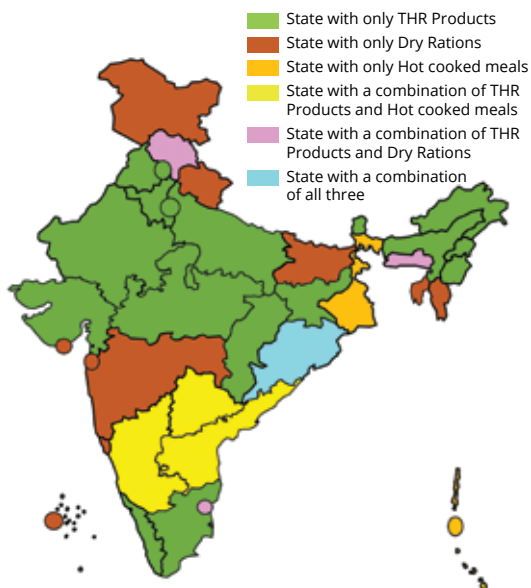 State with only THR Products
State with only Dry Rations
State with only Hot cooked meals
State with a combination of THR
Products and Hot cooked meals
State with a combination of THR
Products and Dry Rations
State with a combination
of all three